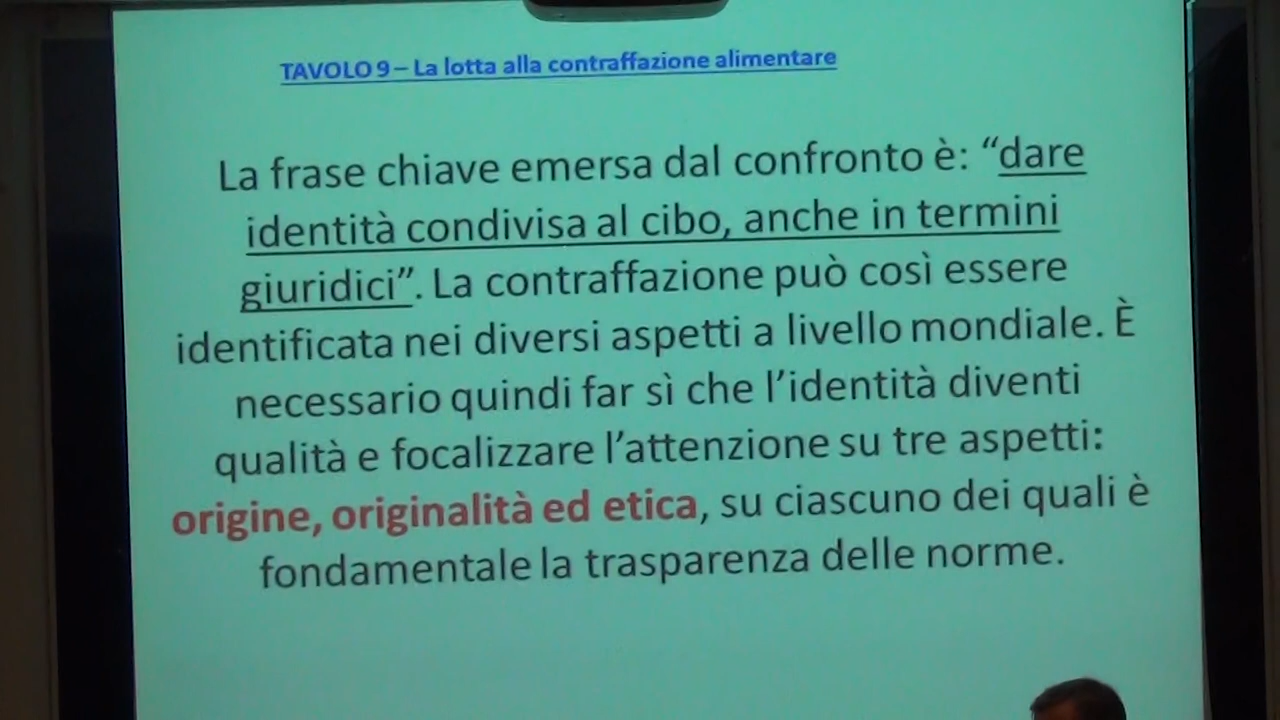 TAVOLO 9 – La lotta alla contraffazione alimentare
La frase chiave emersa dal confronto è: “dare
identità condivisa al cibo, anche in termini
giuridici”. La contraffazione può così essere
identificata nei diversi aspetti a livello mondiale. È
necessario quindi far sì che l’identità diventi
qualità e focalizzare l’attenzione su tre aspetti:
origine, originalità ed etica, su ciascuno dei quali è
fondamentale la trasparenza delle norme.